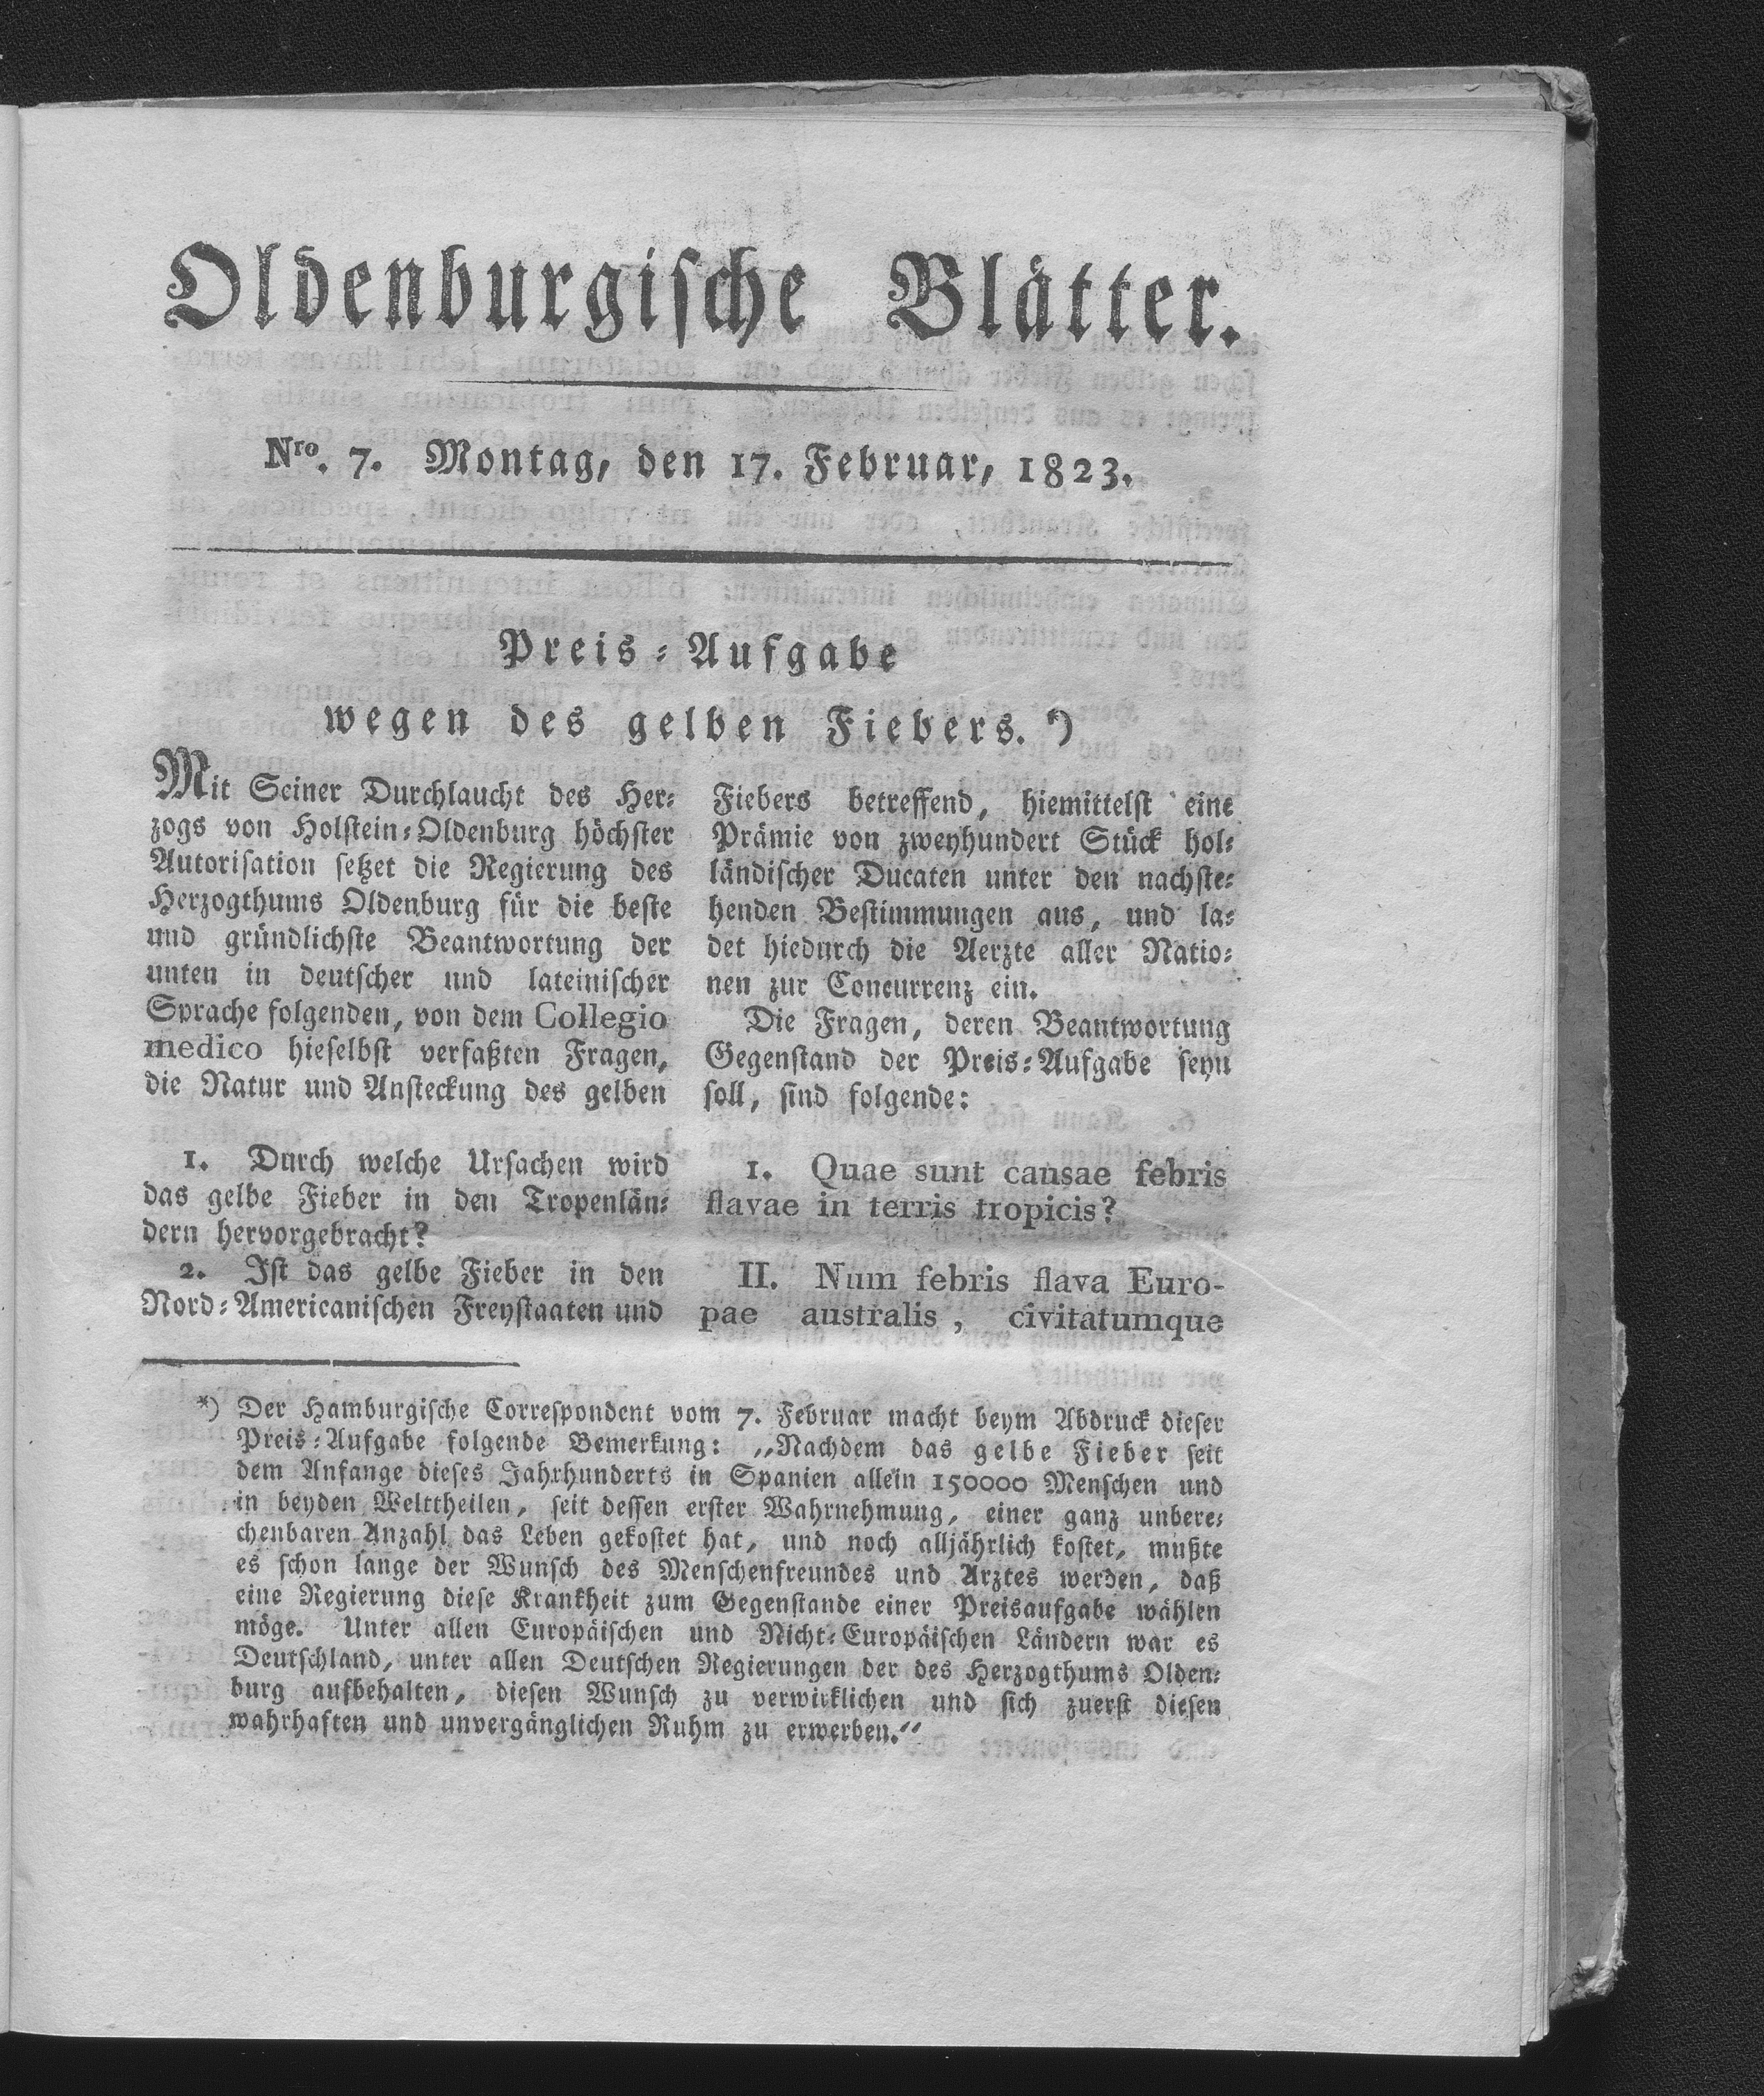 Oldenburgische Blätter.
Nro. 7. Montag, den 17. Februar, 1823.
Preis-Aufgabe
wegen des gelben Fiebers. *)
Mit Seiner Durchlaucht des Her-
zogs von Holstein-Oldenburg höchster
Autorisation setzet die Regierung des
Herzogthums Oldenburg für die beste
und gründlichste Beantwortung der
unten in deutscher und lateinischer
Sprache folgenden, von dem Collegio
medico hieselbst verfaßten Fragen,
die Natur und Ansteckung des gelben
Fiebers betreffend, hiemittelst eine
Prämie von zweyhundert Stück hol-
ländischer Ducaten unter den nachste-
henden Bestimmungen aus, und la-
det hiedurch die Aerzte aller Natio-
nen zur Concurrenz ein.
Die Fragen, deren Beantwortung
Gegenstand der Preis-Aufgabe seyn
soll, sind folgende:
1. Durch welche Ursachen wird
das gelbe Fieber in den Tropenlän-
dern hervorgebracht?
2. Ist das gelbe Fieber in den
Nord-Americanischen Freystaaten und
1. Quae sunt causae febris
flavae in terris tropicis?
II. Num febris flava Euro-
pae australis, civitatumque
*) Der Hamburgische Correspondent vom 7. Februar macht beym Abdruck dieser
Preis-Aufgabe folgende Bemerkung: „Nachdem das gelbe Fieber seit
dem Anfange dieses Jahrhunderts in Spanien allein 150000 Menschen und
in beyden Welttheilen, seit dessen erster Wahrnehmung, einer ganz unbere-
chenbaren Anzahl das Leben gekostet hat, und noch alljährlich kostet, mußte
es schon lange der Wunsch des Menschenfreundes und Arztes werden, daß
eine Regierung diese Krankheit zum Gegenstande einer Preisaufgabe wählen
möge. Unter allen Europäischen und Nicht-Europäischen Ländern war es
Deutschland, unter allen Deutschen Regierungen der des Herzogthums Olden-
burg aufbehalten, diesen Wunsch zu verwirklichen und sich zuerst diesen
wahrhaften und unvergänglichen Ruhm zu erwerben.“